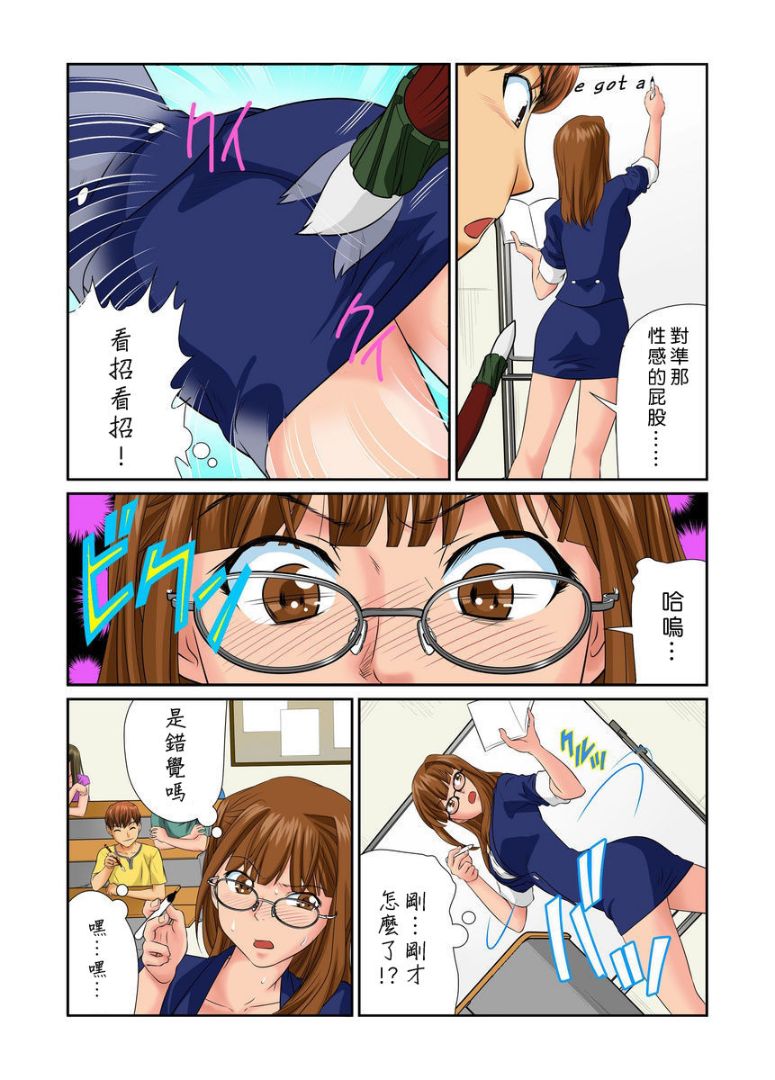 e got a
對準那
性感的屁股……
クイ
クイ
看招看招！
ビクーン
哈嗚…
クルッ
バッ
剛…剛才
怎麼了!?
是錯覺嗎
嘿…嘿…